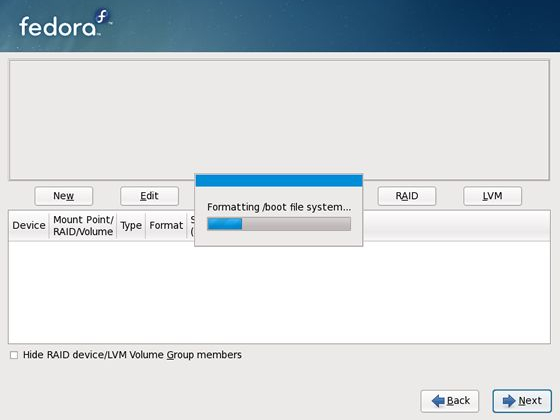 fedora
New
Edit
RAID
LVM
Formatting /boot file system...
Device
Mount Point/
RAID/Volume
Type
Format
Hide RAID device/LVM Volume Group members
Back
Next